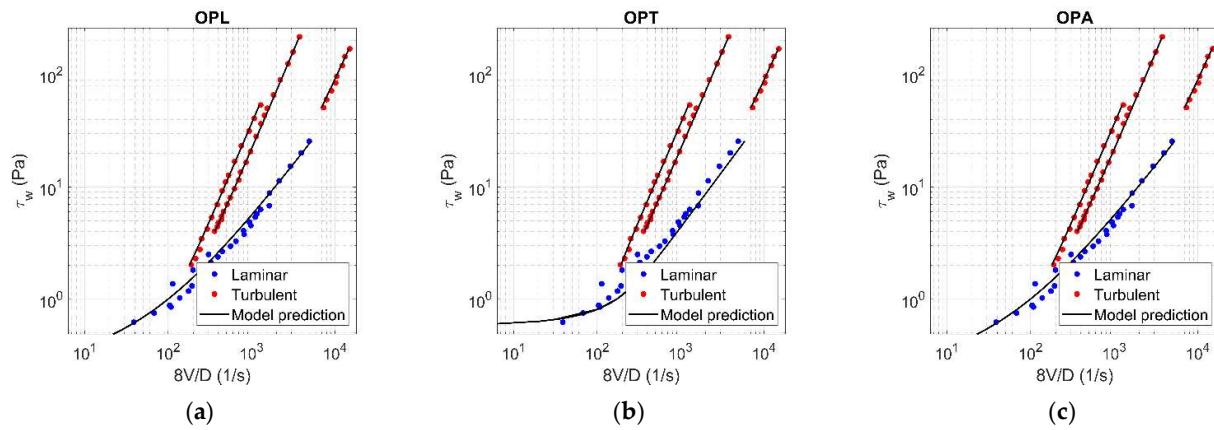 OPL
10²
10¹
10⁰
τw (Pa)
Laminar
Turbulent
Model prediction
10¹ 10² 10³ 10⁴
8V/D (1/s)
(a)
OPT
10²
10¹
10⁰
τw (Pa)
Laminar
Turbulent
Model prediction
10¹ 10² 10³ 10⁴
8V/D (1/s)
(b)
OPA
10²
10¹
10⁰
τw (Pa)
Laminar
Turbulent
Model prediction
10¹ 10² 10³ 10⁴
8V/D (1/s)
(c)